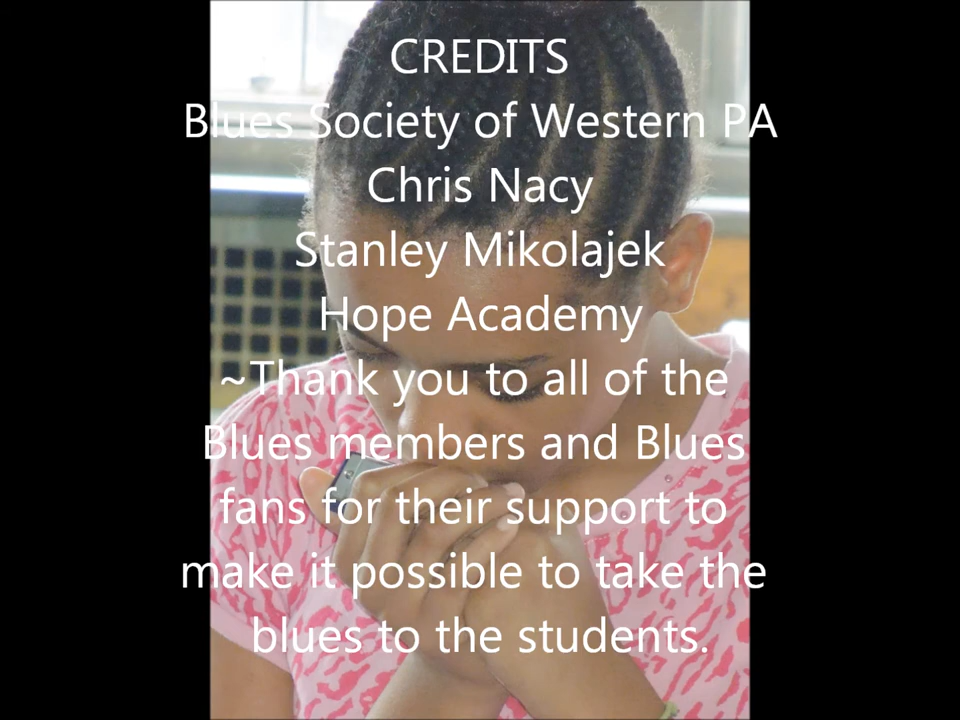 CREDITS
Blues Society of Western PA
Chris Nacy
Stanley Mikolajek
Hope Academy
~Thank you to all of the
Blues members and Blues
fans for their support to
make it possible to take the
blues to the students.